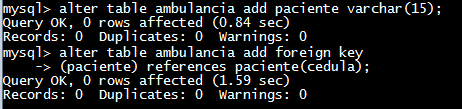 mysql> alter table ambulancia add paciente varchar(15);
Query OK, 0 rows affected (0.84 sec)
Records: 0  Duplicates: 0  Warnings: 0
mysql> alter table ambulancia add foreign key
    -> (paciente) references paciente(cedula);
Query OK, 0 rows affected (1.59 sec)
Records: 0  Duplicates: 0  Warnings: 0